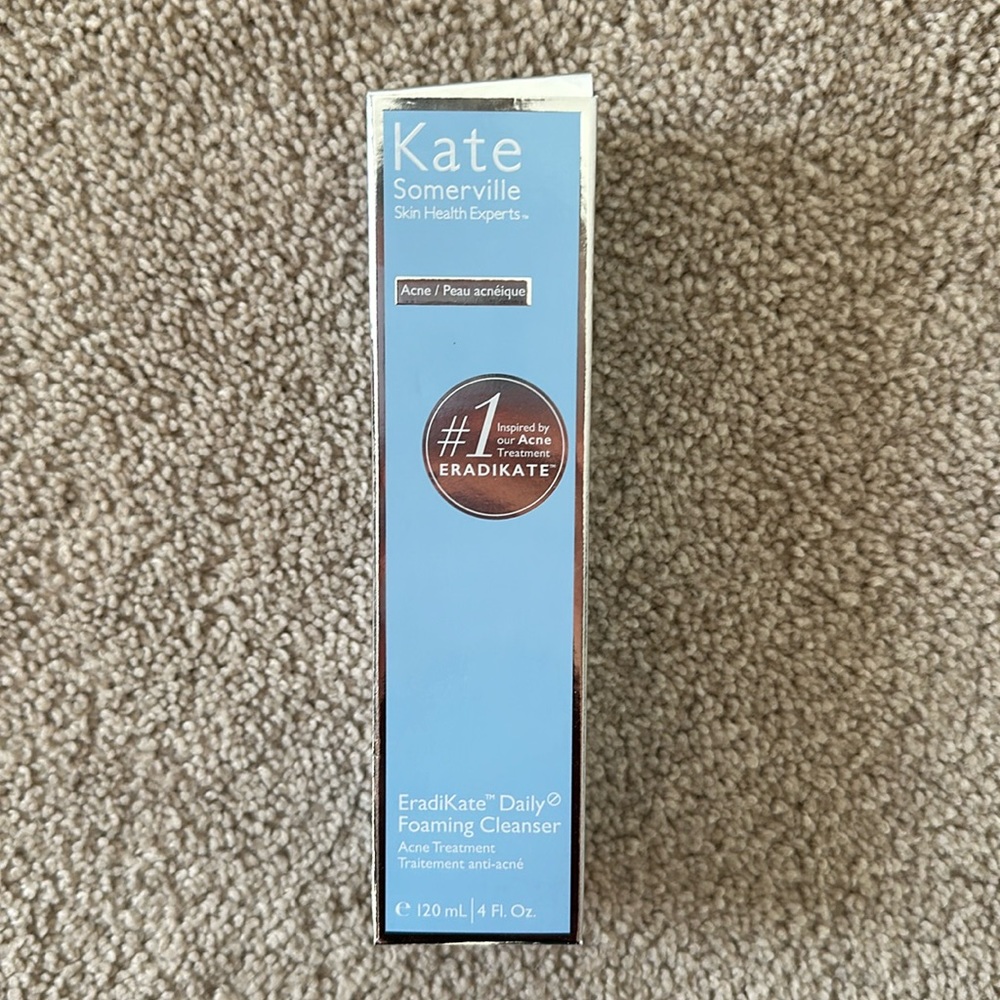 Kate
Somerville
Skin Health Experts™
Acne / Peau acnéique
#1 Inspired by
our Acne
Treatment
ERADIKATE™
EradiKate™ Daily
Foaming Cleanser
Acne Treatment
Traitement anti-acné
℮ 120 mL | 4 Fl. Oz.